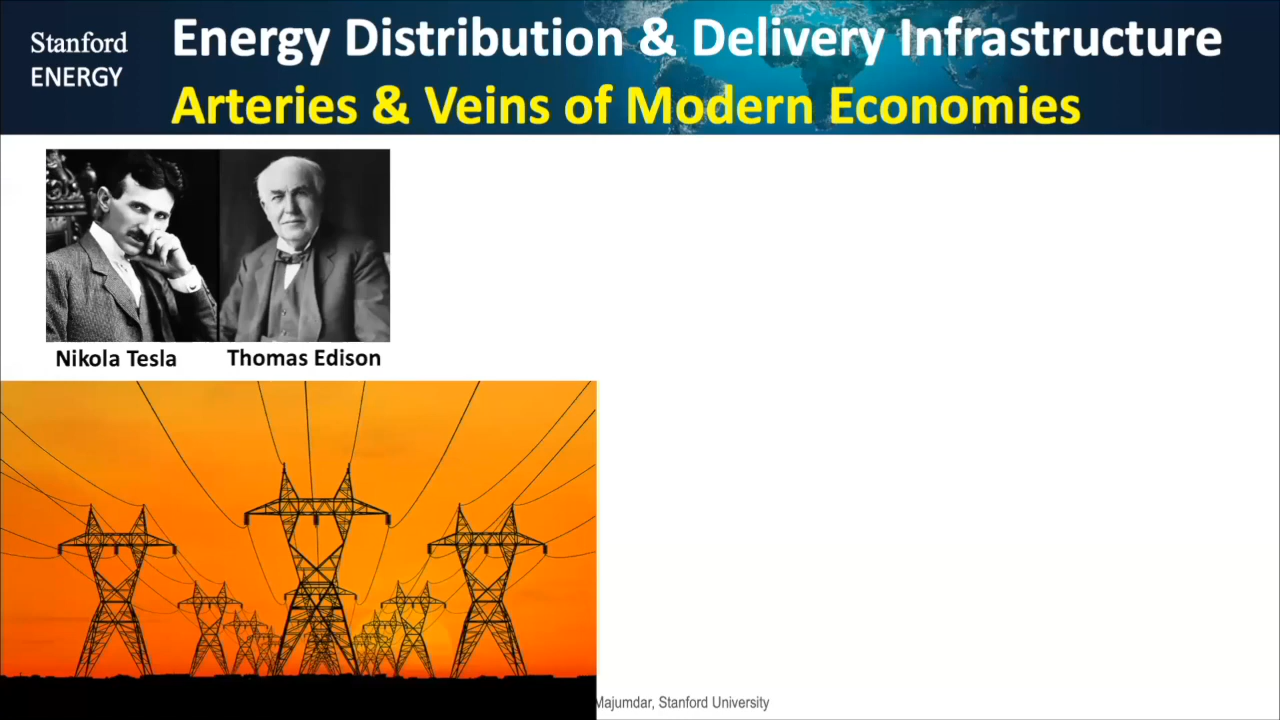 Stanford
ENERGY
Energy Distribution & Delivery Infrastructure
Arteries & Veins of Modern Economies
Nikola Tesla
Thomas Edison
Majumdar, Stanford University